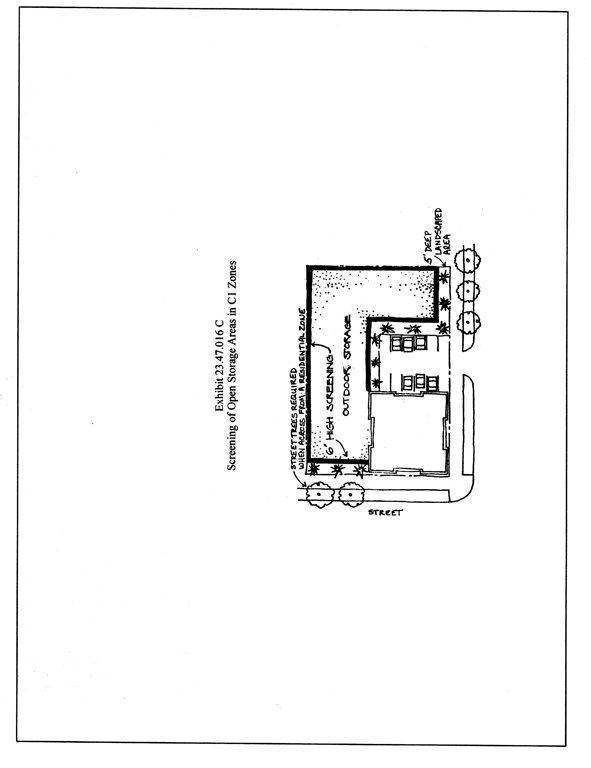 Exhibit 23.47.016 C
Screening of Open Storage Areas in C1 Zones
STREET TREES REQUIRED
WHEN ACROSS FROM A RESIDENTIAL ZONE
6' HIGH SCREENING
OUTDOOR STORAGE
5' DEEP
LANDSCAPED
AREA
STREET